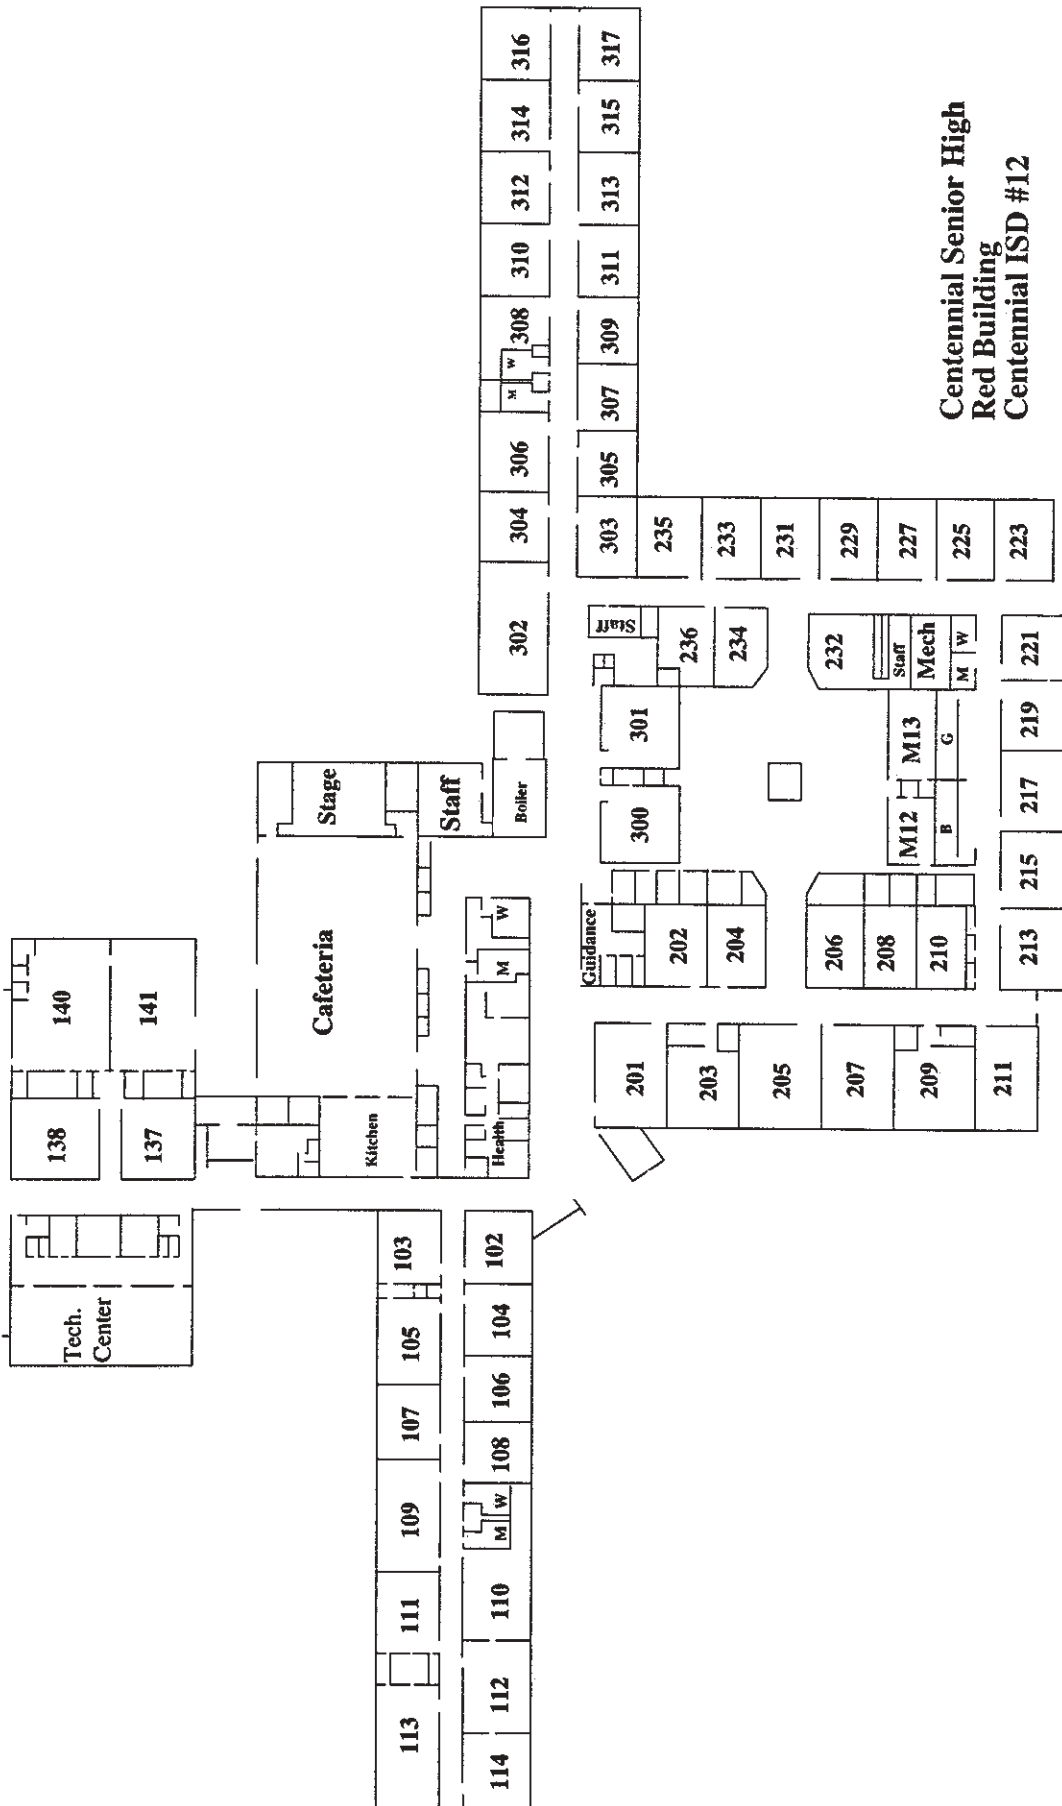 316
317
314
315
312
313
310
311
308
309
W
M
307
306
305
304
303
302
235
233
231
229
227
225
223
Staff
236
234
232
Staff
Mech
M
W
221
301
300
M13
M12
G
B
219
217
215
213
Stage
Staff
Boiler
Cafeteria
Kitchen
W
M
Health
Guidance
202
204
206
208
210
201
203
205
207
209
211
140
141
138
137
Tech.
Center
103
102
105
104
107
106
108
109
W
M
111
110
113
112
114
Centennial Senior High
Red Building
Centennial ISD #12